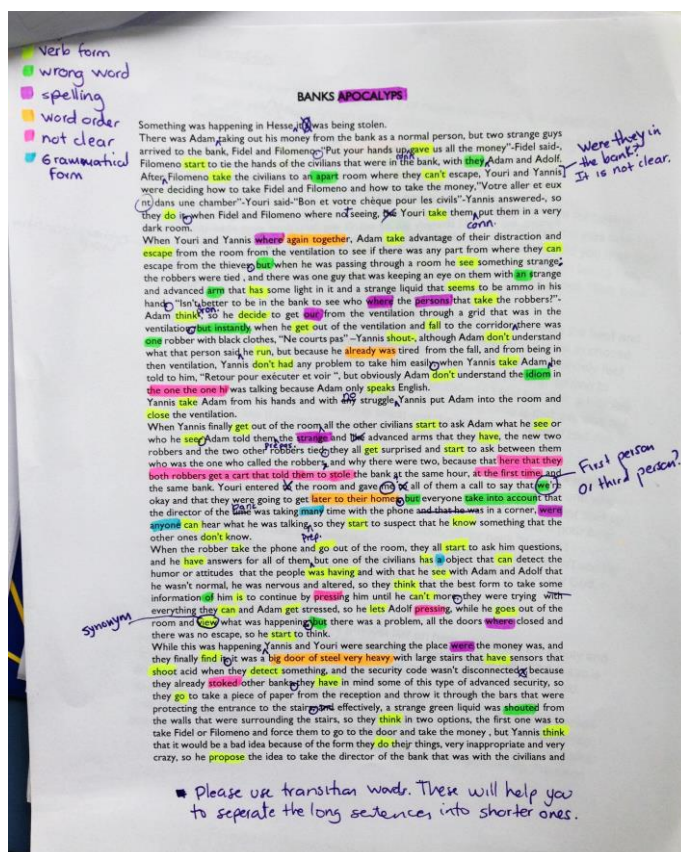 verb form
wrong word
spelling
word order
not clear
Grammatical form
BANKS APOCALYPS
Something was happening in Hesse, it was being stolen.
There was Adam taking out his money from the bank as a normal person, but two strange guys
arrived to the bank, Fidel and Filomeno. "Put your hands up gave us all the money"-Fidel said-,
Filomeno start to tie the hands of the civilians that were in the bank, with they Adam and Adolf.
After Filomeno take the civilians to an apart room where they can't escape, Youri and Yannis
were deciding how to take Fidel and Filomeno and how to take the money,"Votre aller et eux
nt dans une chamber"-Youri said-"Bon et votre chèque pour les civils"-Yannis answered-, so
they do it when Fidel and Filomeno where not seeing, Youri take them put them in a very
conn.
dark room.
Were they in
the bank?
It is not clear.
When Youri and Yannis where again together, Adam take advantage of their distraction and
escape from the room from the ventilation to see if there was any part from where they can
escape from the thieves but when he was passing through a room he see something strange:
the robbers were tied , and there was one guy that was keeping an eye on them with an strange
and advanced arm that has some light in it and a strange liquid that seems to be ammo in his
hand "Isn't better to be in the bank to see who where the persons that take the robbers?"-
pron.
Adam think, so he decide to get our from the ventilation through a grid that was in the
ventilation but instantly when he get out of the ventilation and fall to the corridor there was
one robber with black clothes, "Ne courts pas" –Yannis shout-, although Adam don't understand
what that person said he run, but because he already was tired from the fall, and from being in
then ventilation, Yannis don't had any problem to take him easily when Yannis take Adam he
told to him, "Retour pour exécuter et voir ", but obviously Adam don't understand the idiom in
the one the one hi was talking because Adam only speaks English.
no
Yannis take Adam from his hands and with any struggle Yannis put Adam into the room and
close the ventilation.
When Yannis finally get out of the room all the other civilians start to ask Adam what he see or
who he see Adam told them the strange and the advanced arms that they have, the new two
prepos.
robbers and the two other robbers tied they all get surprised and start to ask between them
who was the one who called the robbers, and why there were two, because that here that they
both robbers get a cart that told them to stole the bank at the same hour, at the first time and
the same bank. Youri entered to the room and gave me all of them a call to say that we're
First person
or third person?
okay and that they were going to get later to their homes but everyone take into account that
the director of the bank was taking many time with the phone and that he was in a corner, were
anyone can hear what he was talking, so they start to suspect that he know something that the
prep.
other ones don't know.
When the robber take the phone and go out of the room, they all start to ask him questions,
and he have answers for all of them but one of the civilians has a object that can detect the
humor or attitudes that the people was having and with that he see with Adam and Adolf that
he wasn't normal, he was nervous and altered, so they think that the best form to take some
information of him is to continue by pressing him until he can't more they were trying with
everything they can and Adam get stressed, so he lets Adolf pressing, while he goes out of the
synonym
room and view what was happening but there was a problem, all the doors where closed and
there was no escape, so he start to think.
While this was happening Yannis and Youri were searching the place were the money was, and
they finally find it it was a big door of steel very heavy with large stairs that have sensors that
shoot acid when they detect something, and the security code wasn't disconnected because
they already stoked other banks they have in mind some of this type of advanced security, so
they go to take a piece of paper from the reception and throw it through the bars that were
protecting the entrance to the stairs and effectively, a strange green liquid was shouted from
the walls that were surrounding the stairs, so they think in two options, the first one was to
take Fidel or Filomeno and force them to go to the door and take the money , but Yannis think
that it would be a bad idea because of the form they do their things, very inappropriate and very
crazy, so he propose the idea to take the director of the bank that was with the civilians and
Please use transition words. These will help you
to seperate the long sentences into shorter ones.